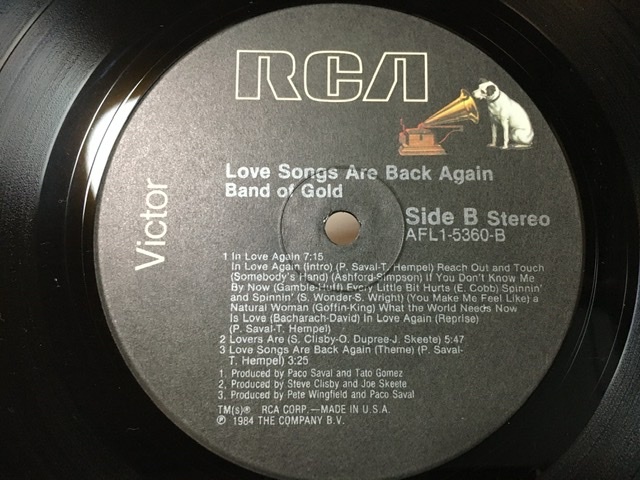 RCA
Victor
Love Songs Are Back Again
Band of Gold
Side B Stereo
AFL1-5360-B
1 In Love Again 7:15
In Love Again (Intro) (P. Saval-T. Hempel) Reach Out and Touch
(Somebody's Hand) (Ashford-Simpson) If You Don't Know Me
By Now (Gamble-Huff) Every Little Bit Hurts (E. Cobb) Spinnin'
and Spinnin' (S. Wonder-S. Wright) (You Make Me Feel Like) a
Natural Woman (Goffin-King) What the World Needs Now
Is Love (Bacharach-David) In Love Again (Reprise)
(P. Saval-T. Hempel)
2 Lovers Are (S. Clisby-O. Dupree-J. Skeete) 5:47
3 Love Songs Are Back Again (Theme) (P. Saval-
T. Hempel) 3:25
1. Produced by Paco Saval and Tato Gomez
2. Produced by Steve Clisby and Joe Skeete
3. Produced by Pete Wingfield and Paco Saval
TM(s)® RCA CORP.—MADE IN U.S.A.
℗ 1984 THE COMPANY B.V.